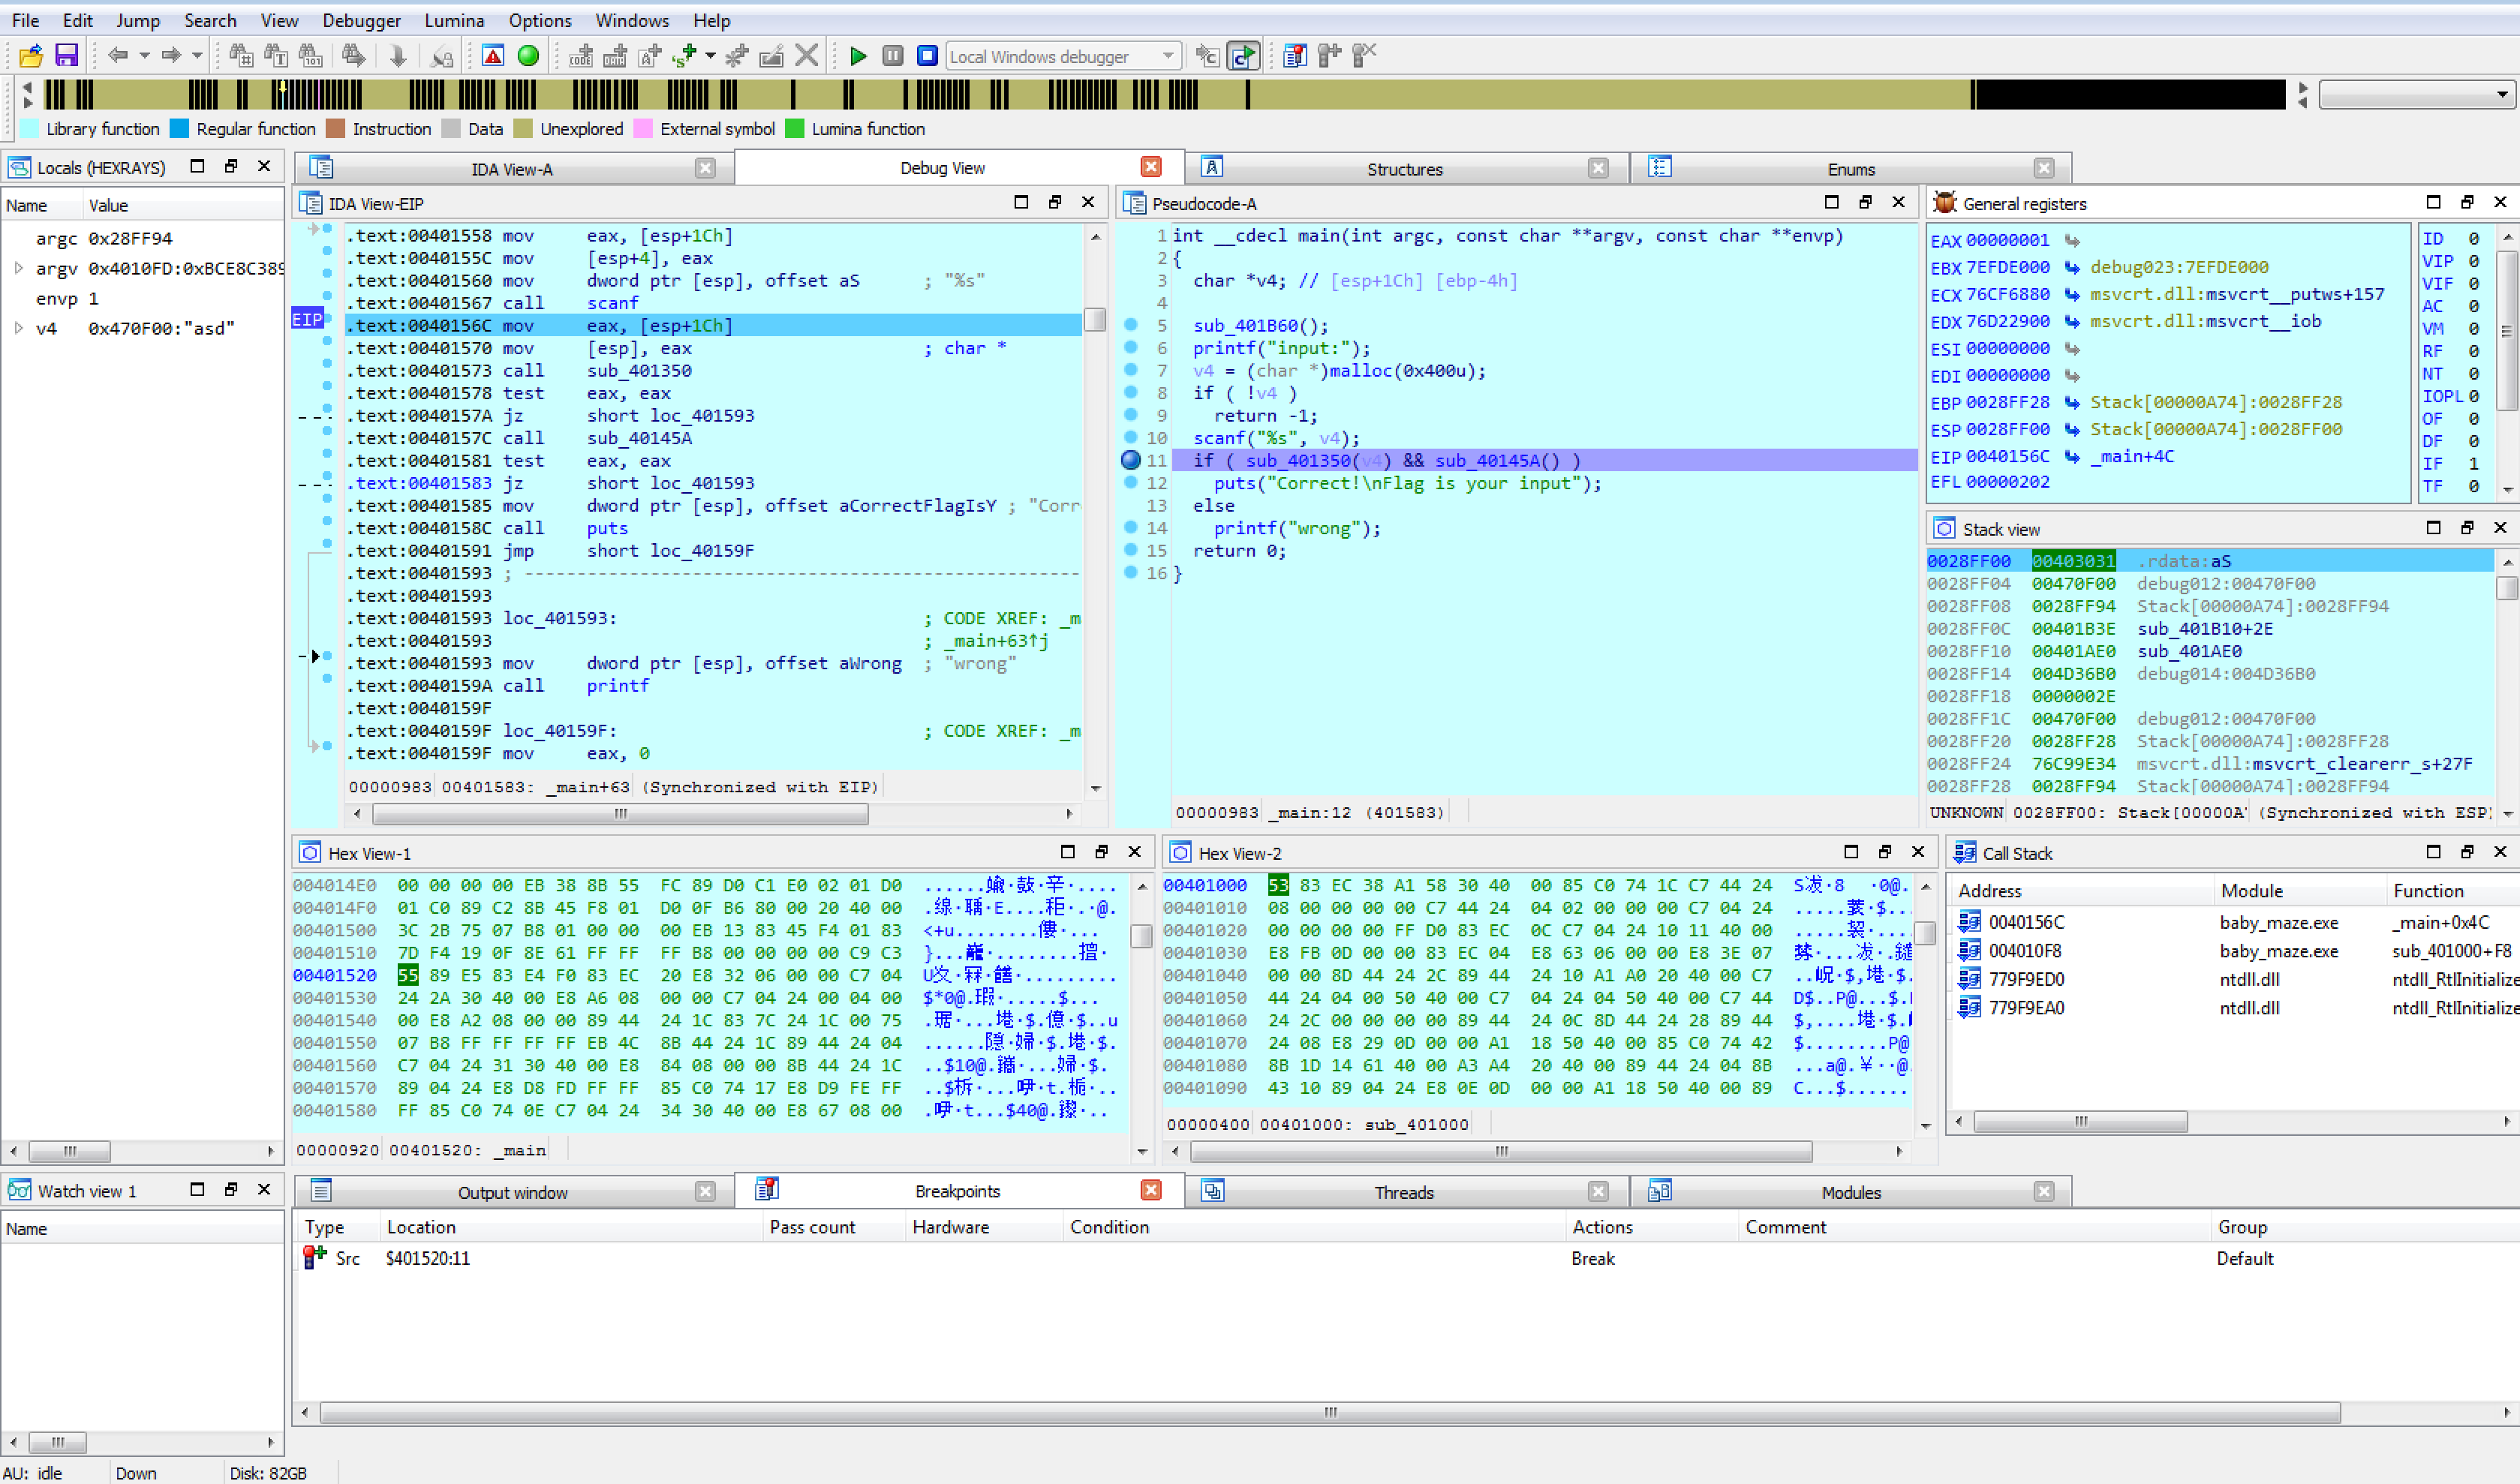 File Edit Jump Search View Debugger Lumina Options Windows Help
Local Windows debugger
Library function Regular function Instruction Data Unexplored External symbol Lumina function
Locals (HEXRAYS)
Name Value
argc 0x28FF94
argv 0x4010FD:0xBCE8C389
envp 1
v4 0x470F00:"asd"
IDA View-A Debug View Structures Enums
IDA View-EIP
EIP
.text:00401558 mov eax, [esp+1Ch]
.text:0040155C mov [esp+4], eax
.text:00401560 mov dword ptr [esp], offset aS ; "%s"
.text:00401567 call scanf
.text:0040156C mov eax, [esp+1Ch]
.text:00401570 mov [esp], eax ; char *
.text:00401573 call sub_401350
.text:00401578 test eax, eax
.text:0040157A jz short loc_401593
.text:0040157C call sub_40145A
.text:00401581 test eax, eax
.text:00401583 jz short loc_401593
.text:00401585 mov dword ptr [esp], offset aCorrectFlagIsY ; "Corr
.text:0040158C call puts
.text:00401591 jmp short loc_40159F
.text:00401593 ; -----------------------------------------------------
.text:00401593
.text:00401593 loc_401593: ; CODE XREF: _m
.text:00401593 ; _main+63↑j
.text:00401593 mov dword ptr [esp], offset aWrong ; "wrong"
.text:0040159A call printf
.text:0040159F
.text:0040159F loc_40159F: ; CODE XREF: _m
.text:0040159F mov eax, 0
00000983 00401583: _main+63 (Synchronized with EIP)
Pseudocode-A
1 int __cdecl main(int argc, const char **argv, const char **envp)
2 {
3 char *v4; // [esp+1Ch] [ebp-4h]
4
5 sub_401B60();
6 printf("input:");
7 v4 = (char *)malloc(0x400u);
8 if ( !v4 )
9 return -1;
10 scanf("%s", v4);
11 if ( sub_401350(v4) && sub_40145A() )
12 puts("Correct!\nFlag is your input");
13 else
14 printf("wrong");
15 return 0;
16 }
00000983 _main:12 (401583)
General registers
EAX 00000001
EBX 7EFDE000 debug023:7EFDE000
ECX 76CF6880 msvcrt.dll:msvcrt__putws+157
EDX 76D22900 msvcrt.dll:msvcrt__iob
ESI 00000000
EDI 00000000
EBP 0028FF28 Stack[00000A74]:0028FF28
ESP 0028FF00 Stack[00000A74]:0028FF00
EIP 0040156C _main+4C
EFL 00000202
ID 0
VIP 0
VIF 0
AC 0
VM 0
RF 0
NT 0
IOPL 0
OF 0
DF 0
IF 1
TF 0
Stack view
0028FF00 00403031 .rdata:aS
0028FF04 00470F00 debug012:00470F00
0028FF08 0028FF94 Stack[00000A74]:0028FF94
0028FF0C 00401B3E sub_401B10+2E
0028FF10 00401AE0 sub_401AE0
0028FF14 004D36B0 debug014:004D36B0
0028FF18 0000002E
0028FF1C 00470F00 debug012:00470F00
0028FF20 0028FF28 Stack[00000A74]:0028FF28
0028FF24 76C99E34 msvcrt.dll:msvcrt_clearerr_s+27F
0028FF28 0028FF94 Stack[00000A74]:0028FF94
UNKNOWN 0028FF00: Stack[00000A (Synchronized with ESP)
Hex View-1
004014E0 00 00 00 00 EB 38 8B 55 FC 89 D0 C1 E0 02 01 D0
004014F0 01 C0 89 C2 8B 45 F8 01 D0 0F B6 80 00 20 40 00
00401500 3C 2B 75 07 B8 01 00 00 00 EB 13 83 45 F4 01 83
00401510 7D F4 19 0F 8E 61 FF FF FF B8 00 00 00 00 C9 C3
00401520 55 89 E5 83 E4 F0 83 EC 20 E8 32 06 00 00 C7 04
00401530 24 2A 30 40 00 E8 A6 08 00 00 C7 04 24 00 04 00
00401540 00 E8 A2 08 00 00 89 44 24 1C 83 7C 24 1C 00 75
00401550 07 B8 FF FF FF FF EB 4C 8B 44 24 1C 89 44 24 04
00401560 C7 04 24 31 30 40 00 E8 84 08 00 00 8B 44 24 1C
00401570 89 04 24 E8 D8 FD FF FF 85 C0 74 17 E8 D9 FE FF
00401580 FF 85 C0 74 0E C7 04 24 34 30 40 00 E8 67 08 00
00000920 00401520: _main
Hex View-2
00401000 53 83 EC 38 A1 58 30 40 00 85 C0 74 1C C7 44 24
00401010 08 00 00 00 00 C7 44 24 04 02 00 00 00 C7 04 24
00401020 00 00 00 00 FF D0 83 EC 0C C7 04 24 10 11 40 00
00401030 E8 FB 0D 00 00 83 EC 04 E8 63 06 00 00 E8 3E 07
00401040 00 00 8D 44 24 2C 89 44 24 10 A1 A0 20 40 00 C7
00401050 44 24 04 00 50 40 00 C7 04 24 04 50 40 00 C7 44
00401060 24 2C 00 00 00 00 89 44 24 0C 8D 44 24 28 89 44
00401070 24 08 E8 29 0D 00 00 A1 18 50 40 00 85 C0 74 42
00401080 8B 1D 14 61 40 00 A3 A4 20 40 00 89 44 24 04 8B
00401090 43 10 89 04 24 E8 0E 0D 00 00 A1 18 50 40 00 89
00000400 00401000: sub_401000
Call Stack
Address Module Function
0040156C baby_maze.exe _main+0x4C
004010F8 baby_maze.exe sub_401000+F8
779F9ED0 ntdll.dll ntdll_RtlInitialize
779F9EA0 ntdll.dll ntdll_RtlInitialize
Watch view 1
Name
Output window Breakpoints Threads Modules
Type Location Pass count Hardware Condition Actions Comment Group
Src $401520:11 Break Default
AU: idle Down Disk: 82GB